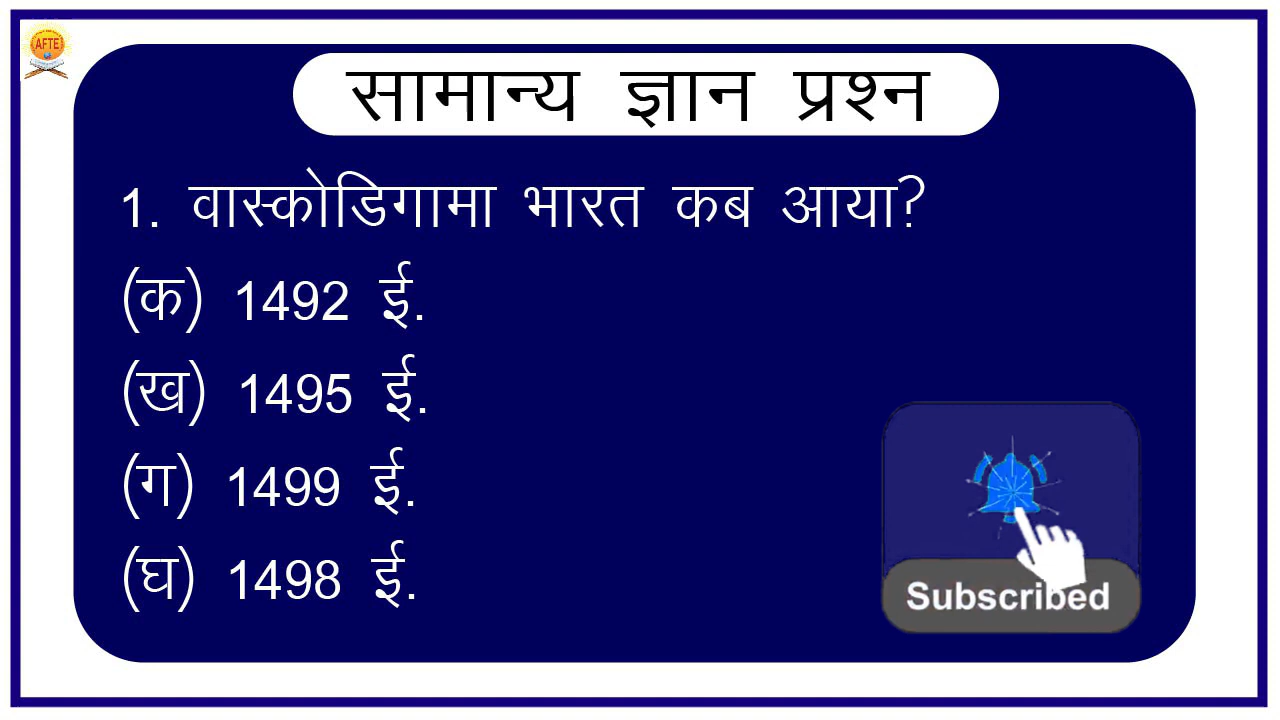 AFTE
सामान्य ज्ञान प्रश्न
1. वास्कोडिगामा भारत कब आया?
(क) 1492 ई.
(ख) 1495 ई.
(ग) 1499 ई.
(घ) 1498 ई.
Subscribed